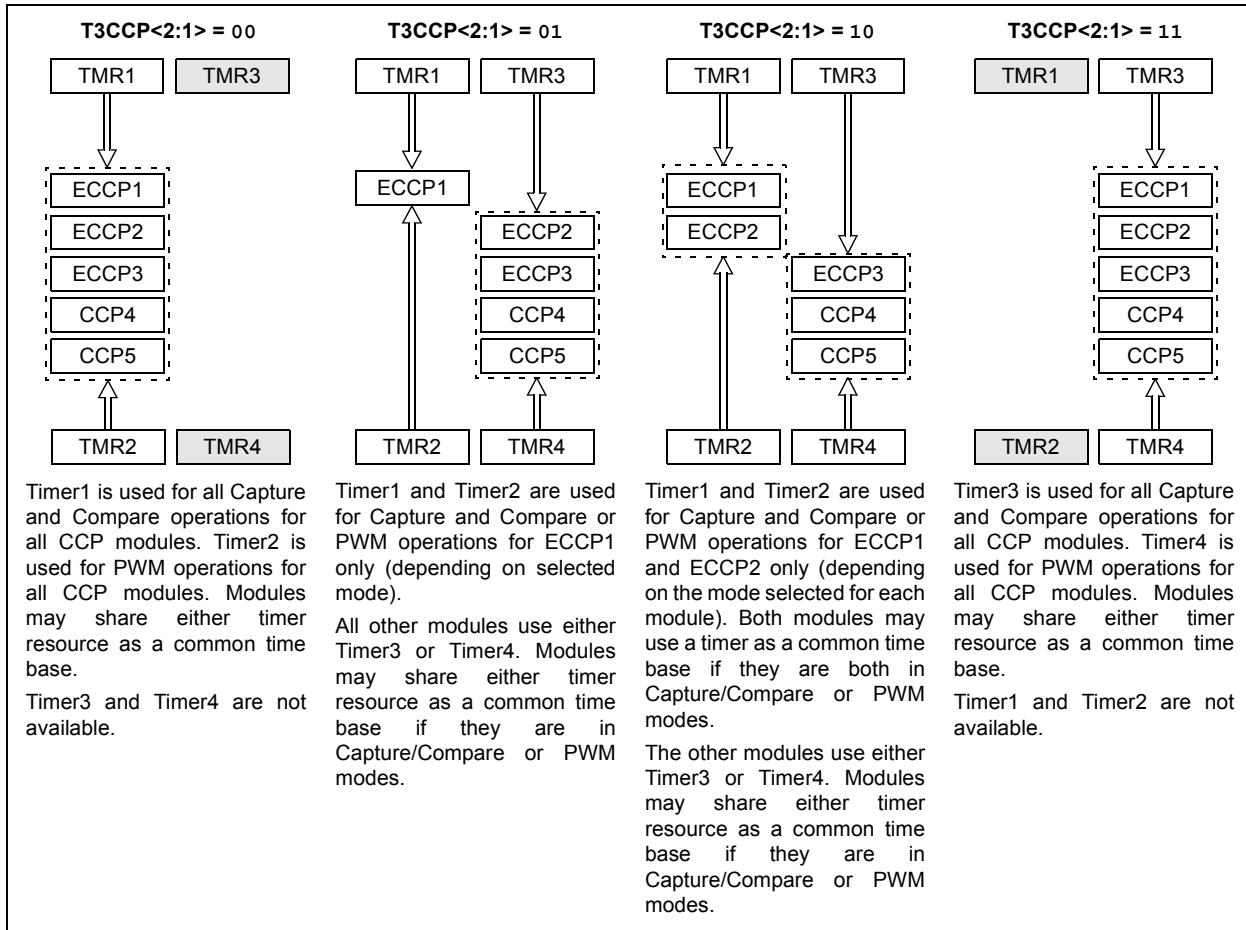 T3CCP<2:1> = 00
TMR1
TMR3
ECCP1
ECCP2
ECCP3
CCP4
CCP5
TMR2
TMR4
Timer1 is used for all Capture
and Compare operations for
all CCP modules. Timer2 is
used for PWM operations for
all CCP modules. Modules
may share either timer
resource as a common time
base.
Timer3 and Timer4 are not
available.
T3CCP<2:1> = 01
TMR1
TMR3
ECCP1
ECCP2
ECCP3
CCP4
CCP5
TMR2
TMR4
Timer1 and Timer2 are used
for Capture and Compare or
PWM operations for ECCP1
only (depending on selected
mode).
All other modules use either
Timer3 or Timer4. Modules
may share either timer
resource as a common time
base if they are in
Capture/Compare or PWM
modes.
T3CCP<2:1> = 10
TMR1
TMR3
ECCP1
ECCP2
ECCP3
CCP4
CCP5
TMR2
TMR4
Timer1 and Timer2 are used
for Capture and Compare or
PWM operations for ECCP1
and ECCP2 only (depending
on the mode selected for each
module). Both modules may
use a timer as a common time
base if they are both in
Capture/Compare or PWM
modes.
The other modules use either
Timer3 or Timer4. Modules
may share either timer
resource as a common time
base if they are in
Capture/Compare or PWM
modes.
T3CCP<2:1> = 11
TMR1
TMR3
ECCP1
ECCP2
ECCP3
CCP4
CCP5
TMR2
TMR4
Timer3 is used for all Capture
and Compare operations for
all CCP modules. Timer4 is
used for PWM operations for
all CCP modules. Modules
may share either timer
resource as a common time
base.
Timer1 and Timer2 are not
available.